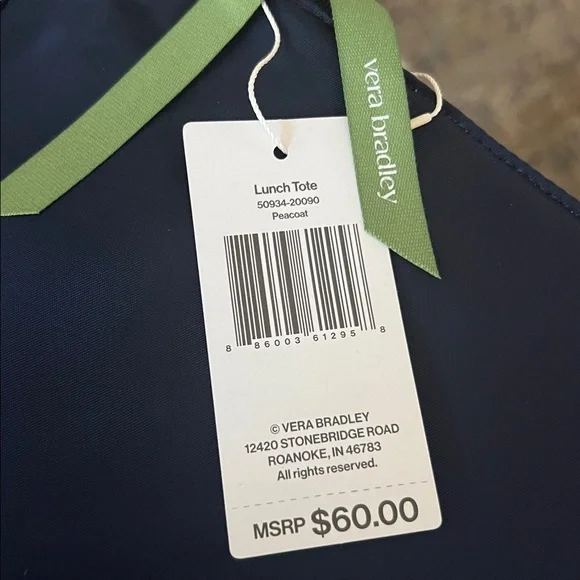 vera bradley
Lunch Tote
50934-20090
Peacoat
8 86003 61295 8
© VERA BRADLEY
12420 STONEBRIDGE ROAD
ROANOKE, IN 46783
All rights reserved.
MSRP $60.00